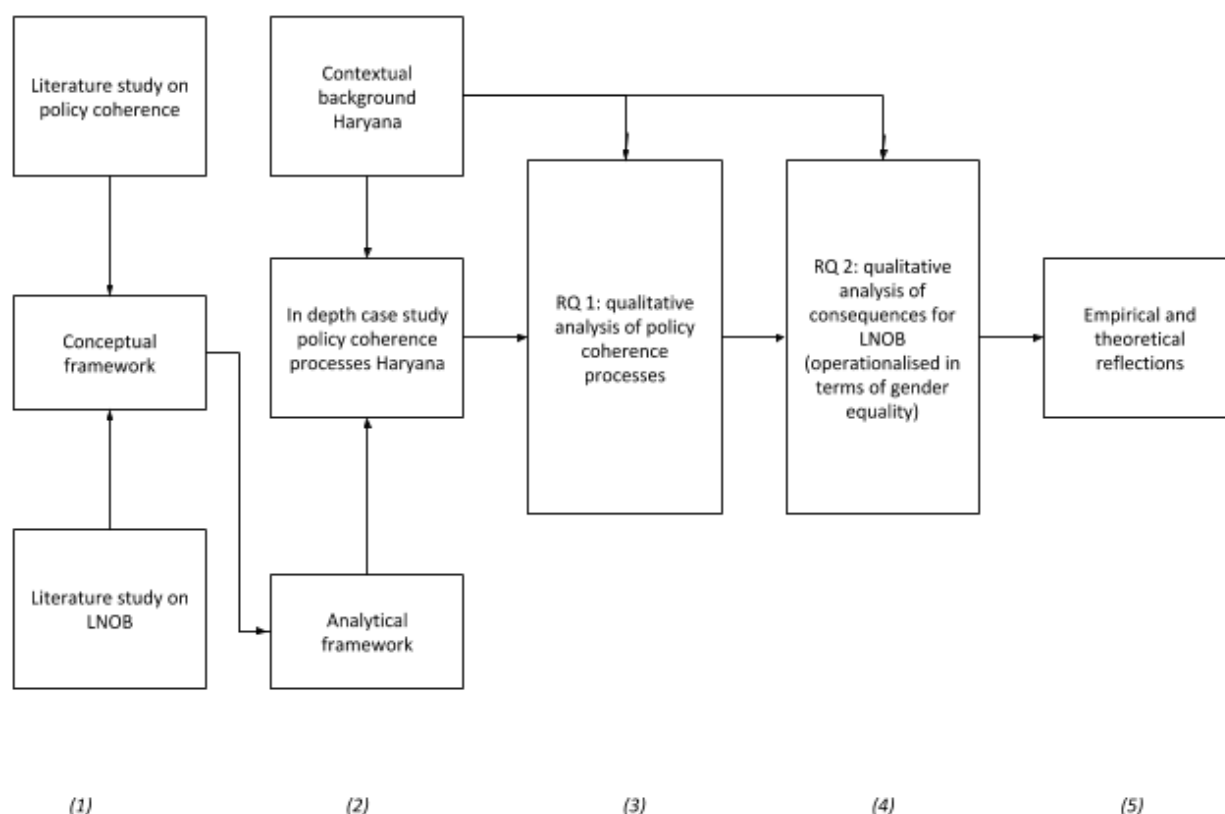 Literature study on
policy coherence
Conceptual
framework
Literature study on
LNOB
Contextual
background
Haryana
In depth case study
policy coherence
processes Haryana
Analytical
framework
RQ 1: qualitative
analysis of policy
coherence
processes
RQ 2: qualitative
analysis of
consequences for
LNOB
(operationalised in
terms of gender
equality)
Empirical and
theoretical
reflections
(1)
(2)
(3)
(4)
(5)